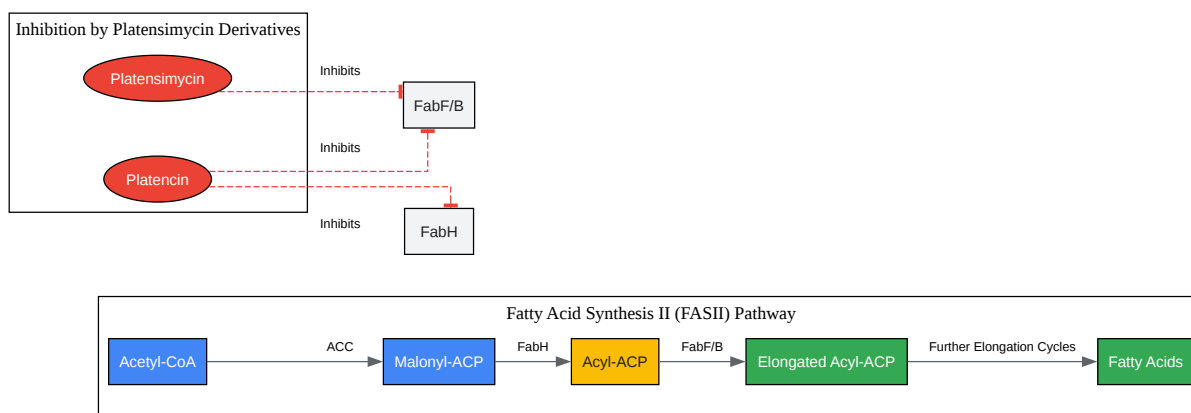 Inhibition by Platensimycin Derivatives
Platensimycin
Inhibits
FabF/B
Inhibits
Platencin
Inhibits
FabH
Fatty Acid Synthesis II (FASII) Pathway
Acetyl-CoA
ACC
Malonyl-ACP
FabH
Acyl-ACP
FabF/B
Elongated Acyl-ACP
Further Elongation Cycles
Fatty Acids